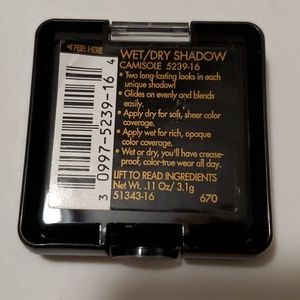 ◀ PEEL HERE
3 0997-5239-16 4
WET/DRY SHADOW
CAMISOLE 5239-16
• Two long-lasting looks in each
unique shadow!
• Glides on evenly and blends
easily.
• Apply dry for soft, sheer color
coverage.
• Apply wet for rich, opaque
color coverage.
• Wet or dry, you'll have crease-
proof, color-true wear all day.
LIFT TO READ INGREDIENTS
Net Wt. .11 Oz/ 3.1g
51343-16 670